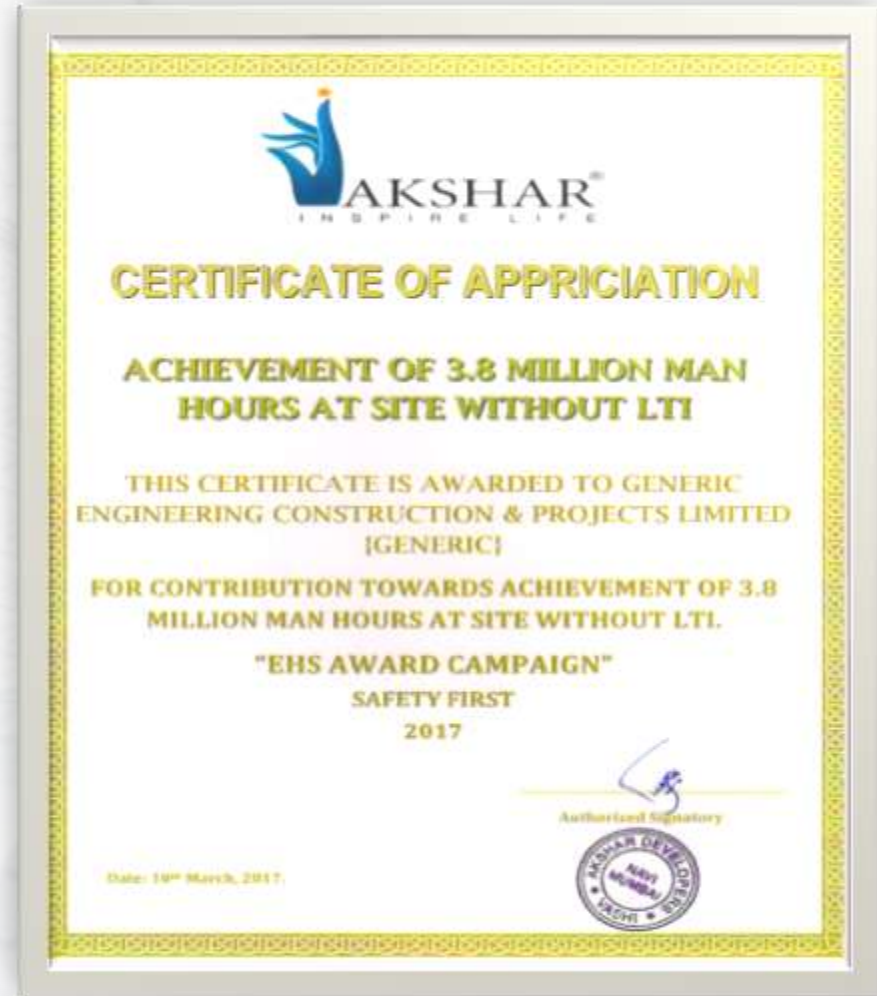 AKSHAR®
INSPIRE LIFE
CERTIFICATE OF APPRICIATION
ACHIEVEMENT OF 3.8 MILLION MAN
HOURS AT SITE WITHOUT LTI
THIS CERTIFICATE IS AWARDED TO GENERIC
ENGINEERING CONSTRUCTION & PROJECTS LIMITED
{GENERIC}
FOR CONTRIBUTION TOWARDS ACHIEVEMENT OF 3.8
MILLION MAN HOURS AT SITE WITHOUT LTI.
"EHS AWARD CAMPAIGN"
SAFETY FIRST
2017
Authorized Signatory
Date: 10th March, 2017.
AKSHAR DEVELOPERS
NAVI
MUMBAI
VASHI